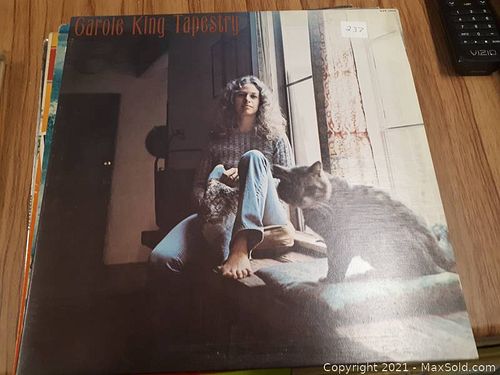 Carole King Tapestry
237
VIZIO
Copyright © 2021 - MaxSold.com